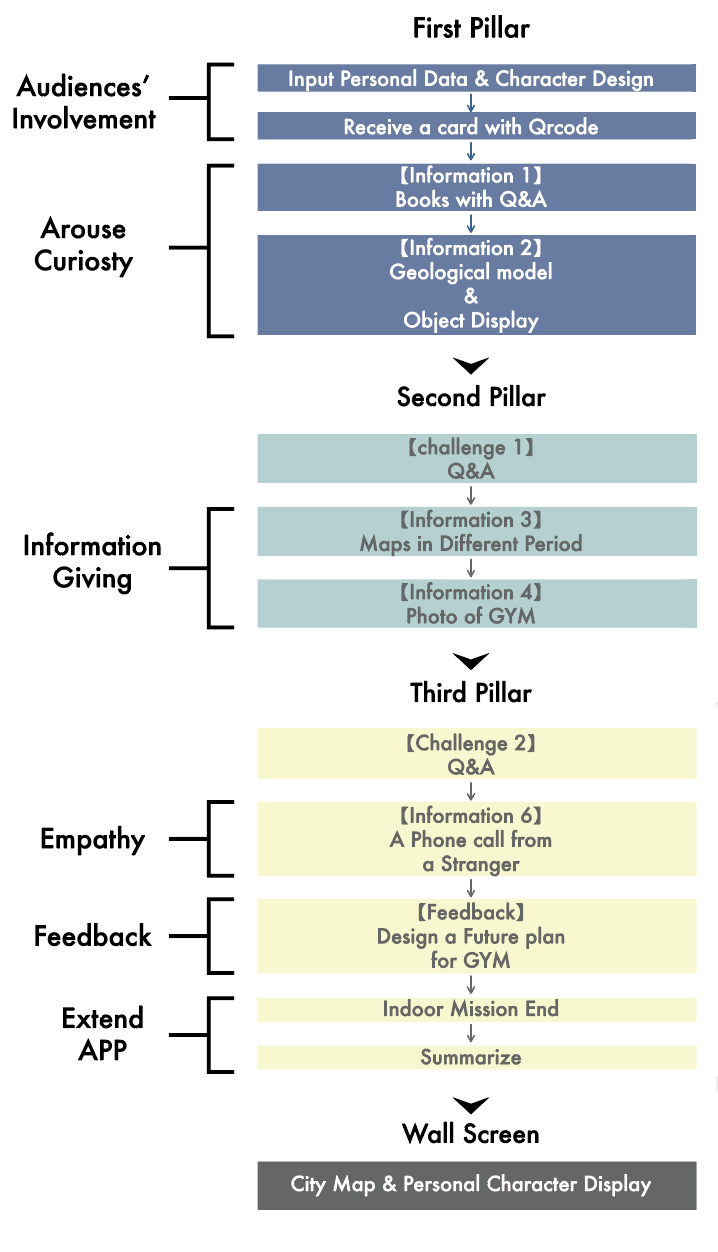 First Pillar
Audiences’
Involvement
Input Personal Data & Character Design
Receive a card with Qrcode
Arouse
Curiosty
【Information 1】
Books with Q&A
【Information 2】
Geological model
&
Object Display
Second Pillar
【challenge 1】
Q&A
Information
Giving
【Information 3】
Maps in Different Period
【Information 4】
Photo of GYM
Third Pillar
【Challenge 2】
Q&A
Empathy
【Information 6】
A Phone call from
a Stranger
Feedback
【Feedback】
Design a Future plan
for GYM
Extend
APP
Indoor Mission End
Summarize
Wall Screen
City Map & Personal Character Display